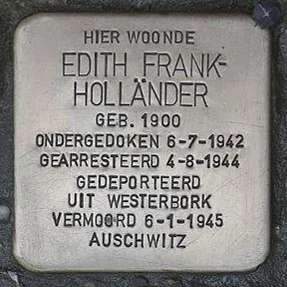 HIER WOONDE
EDITH FRANK-
HOLLÄNDER
GEB. 1900
ONDERGEDOKEN 6-7-1942
GEARRESTEERD 4-8-1944
GEDEPORTEERD
UIT WESTERBORK
VERMOORD 6-1-1945
AUSCHWITZ